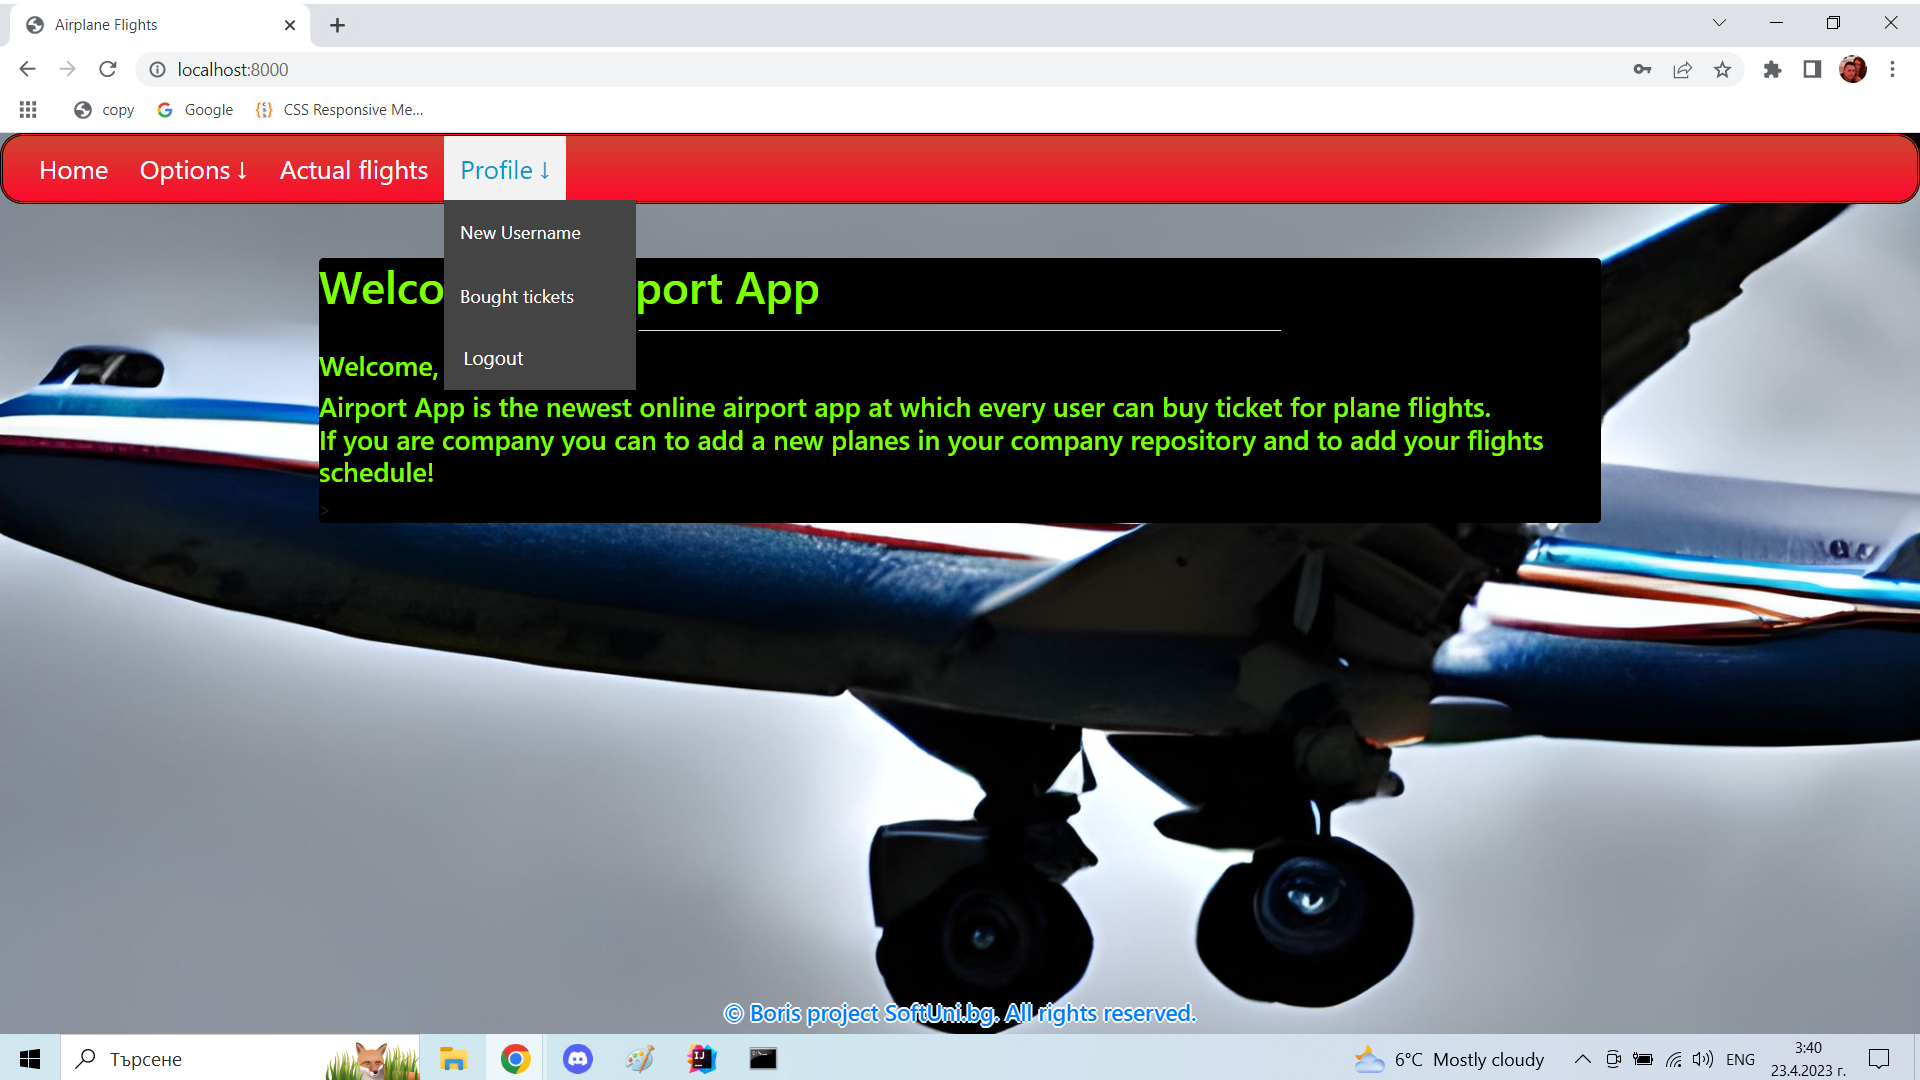 Airplane Flights
localhost:8000
copy
Google
CSS Responsive Me...
Home
Options ↓
Actual flights
Profile ↓
New Username
Bought tickets
Logout
Welco
port App
Welcome,
Airport App is the newest online airport app at which every user can buy ticket for plane flights.
If you are company you can to add a new planes in your company repository and to add your flights
schedule!
>
© Boris project SoftUni.bg. All rights reserved.
Търсене
6°C Mostly cloudy
ENG
3:40
23.4.2023 г.